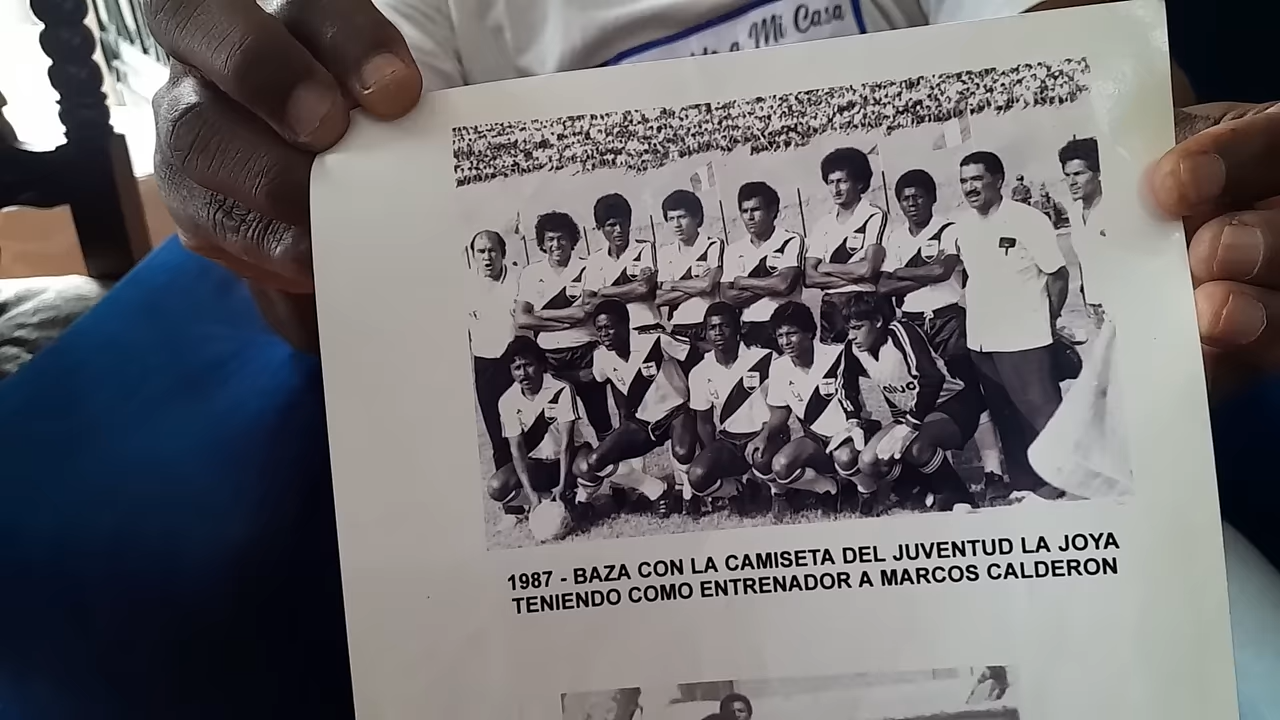 a Mi Casa
1987 - BAZA CON LA CAMISETA DEL JUVENTUD LA JOYA
TENIENDO COMO ENTRENADOR A MARCOS CALDERON